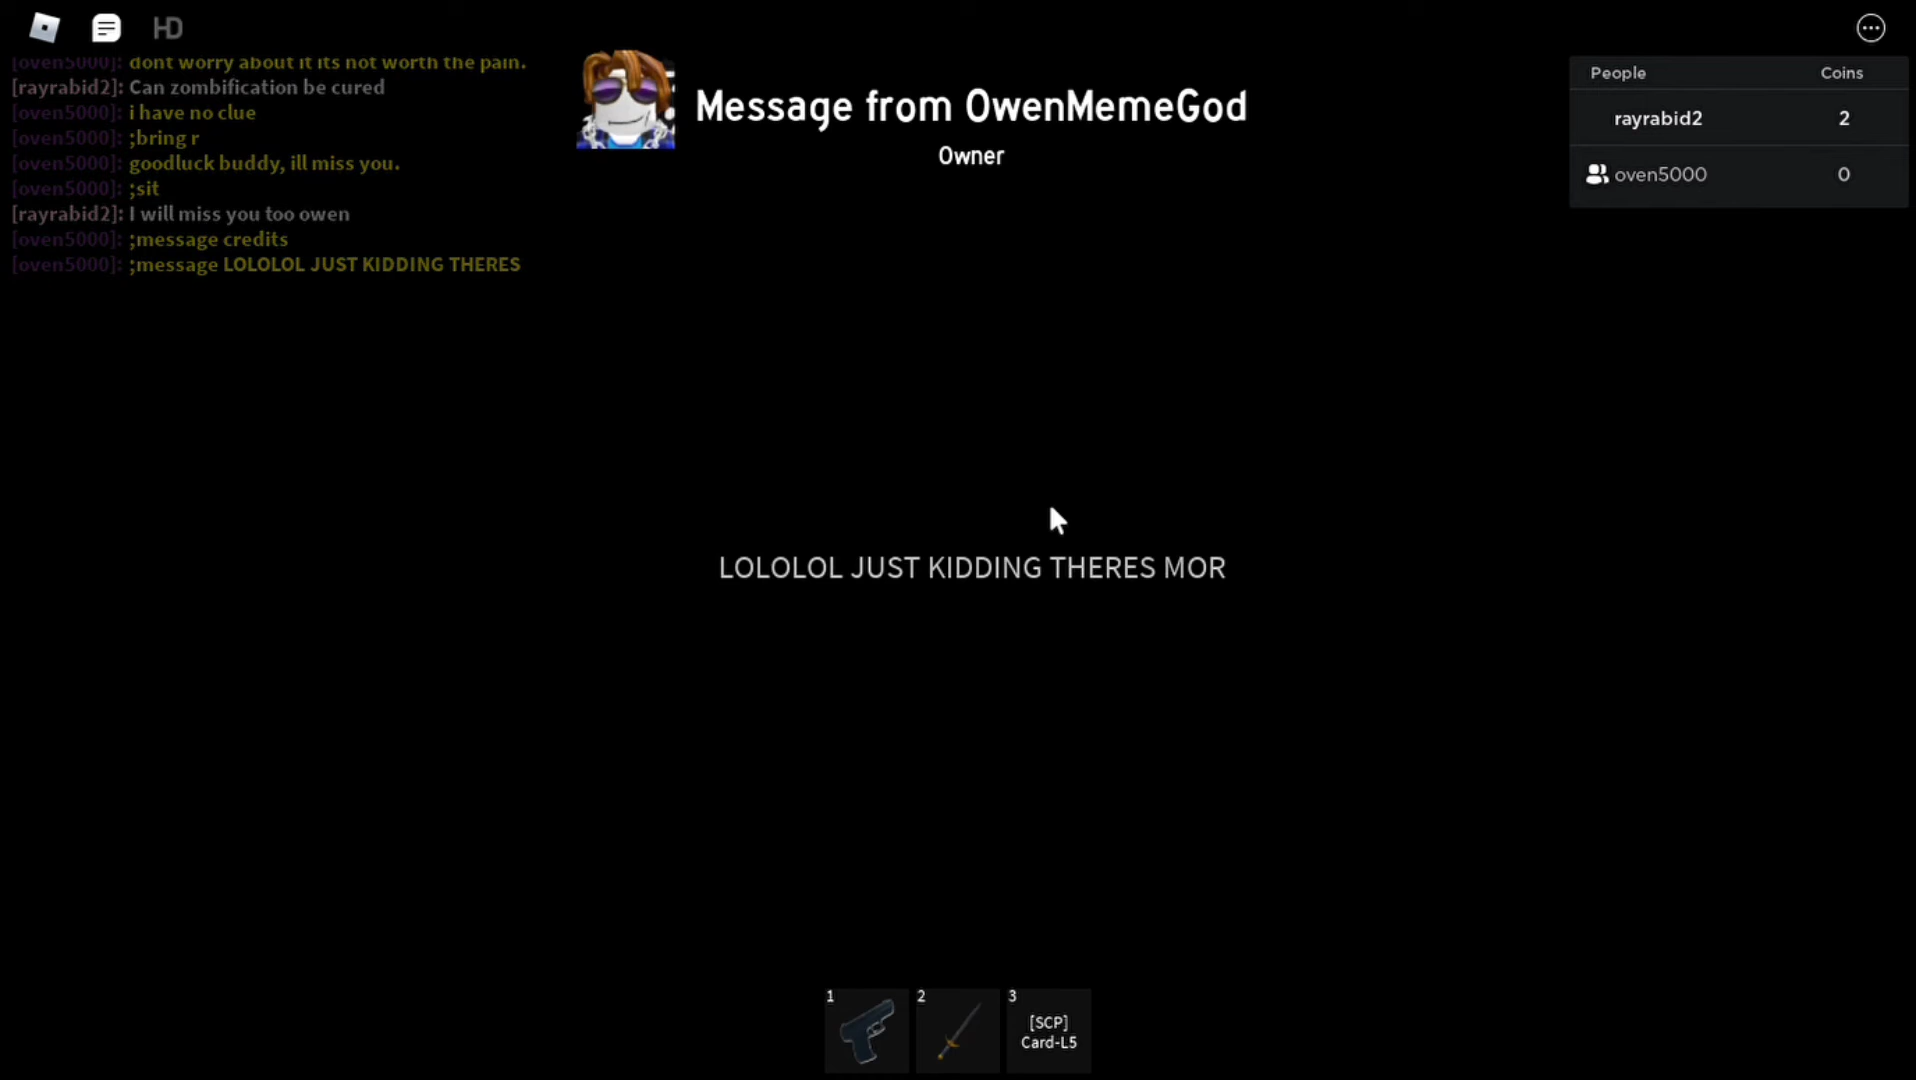 HD
[oven5000]: dont worry about it its not worth the pain.
[rayrabid2]: Can zombification be cured
[oven5000]: i have no clue
[oven5000]: ;bring r
[oven5000]: goodluck buddy, ill miss you.
[oven5000]: ;sit
[rayrabid2]: I will miss you too owen
[oven5000]: ;message credits
[oven5000]: ;message LOLOLOL JUST KIDDING THERES
Message from OwenMemeGod
Owner
People Coins
rayrabid2 2
oven5000 0
LOLOLOL JUST KIDDING THERES MOR
1 2 3
[SCP]
Card-L5